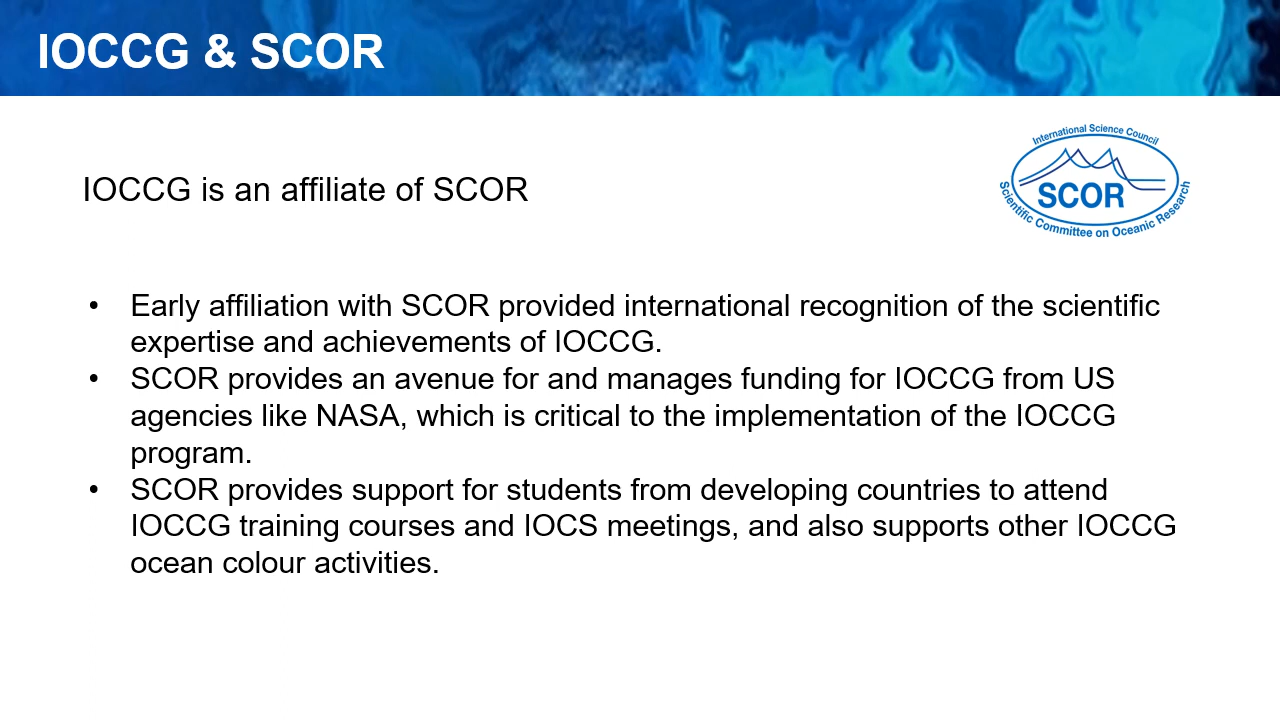 IOCCG & SCOR
International Science Council
SCOR
Scientific Committee on Oceanic Research
IOCCG is an affiliate of SCOR
• Early affiliation with SCOR provided international recognition of the scientific
expertise and achievements of IOCCG.
• SCOR provides an avenue for and manages funding for IOCCG from US
agencies like NASA, which is critical to the implementation of the IOCCG
program.
• SCOR provides support for students from developing countries to attend
IOCCG training courses and IOCS meetings, and also supports other IOCCG
ocean colour activities.